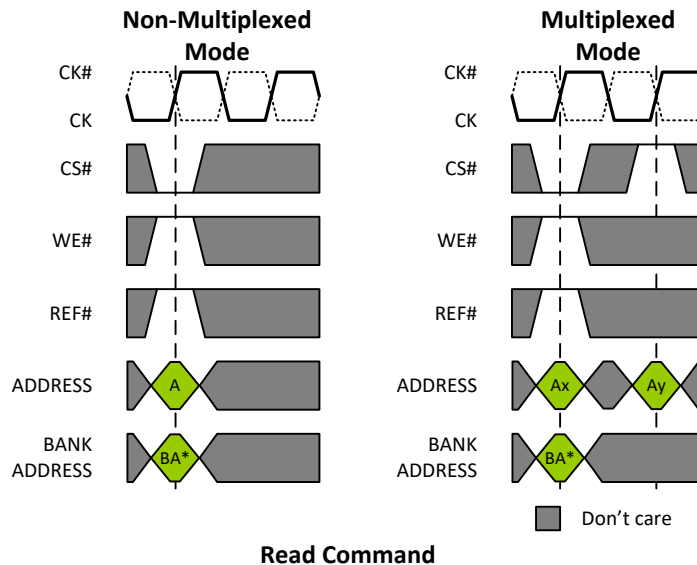 Non-Multiplexed
Mode
CK#
CK
CS#
WE#
REF#
ADDRESS
A
BANK
ADDRESS
BA*
Multiplexed
Mode
CK#
CK
CS#
WE#
REF#
ADDRESS
Ax
Ay
BANK
ADDRESS
BA*
Don't care
Read Command